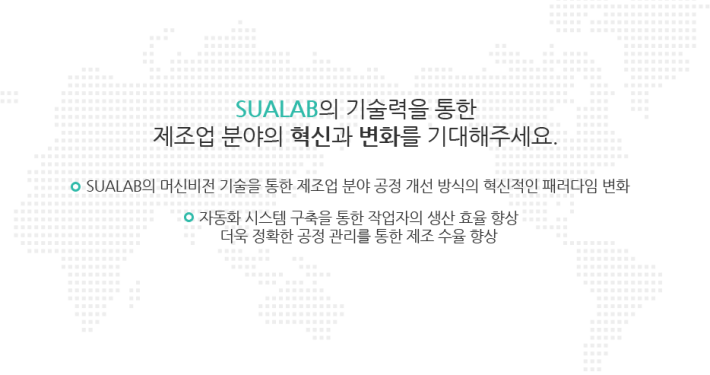 SUALAB의 기술력을 통한
제조업 분야의 혁신과 변화를 기대해주세요.
SUALAB의 머신비전 기술을 통한 제조업 분야 공정 개선 방식의 혁신적인 패러다임 변화
자동화 시스템 구축을 통한 작업자의 생산 효율 향상
더욱 정확한 공정 관리를 통한 제조 수율 향상